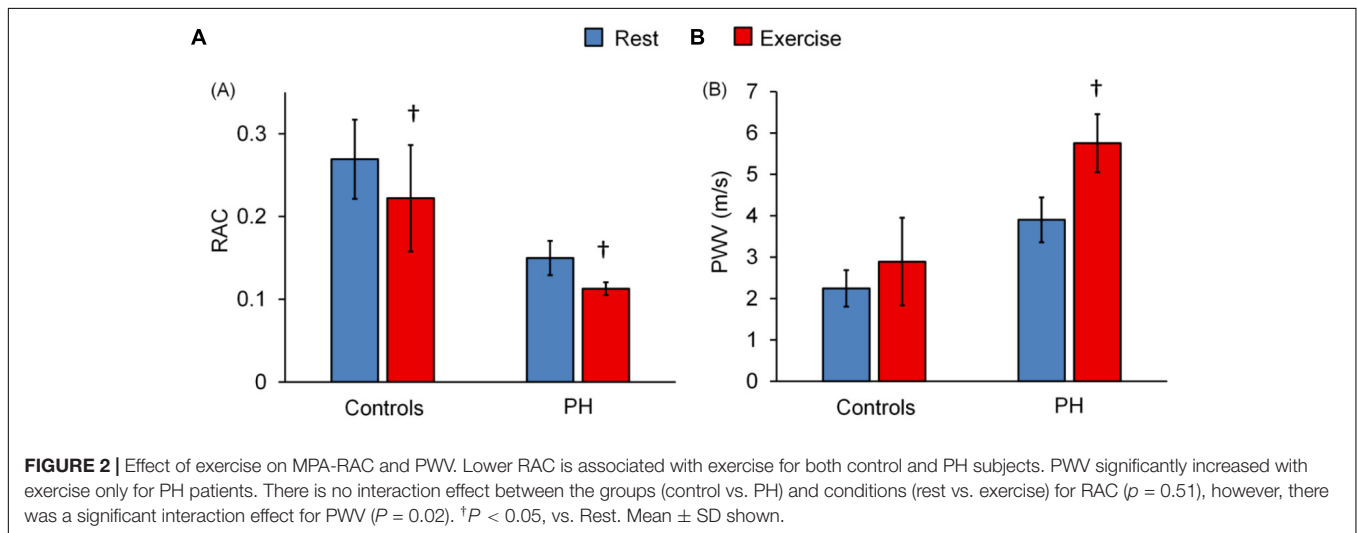 A
Rest
B
Exercise
(A)
†
†
0.3
0.2
0.1
0
RAC
Controls
PH
(B)
†
7
6
5
4
3
2
1
0
PWV (m/s)
Controls
PH
FIGURE 2 | Effect of exercise on MPA-RAC and PWV. Lower RAC is associated with exercise for both control and PH subjects. PWV significantly increased with
exercise only for PH patients. There is no interaction effect between the groups (control vs. PH) and conditions (rest vs. exercise) for RAC (p = 0.51), however, there
was a significant interaction effect for PWV (P = 0.02). †P < 0.05, vs. Rest. Mean ± SD shown.